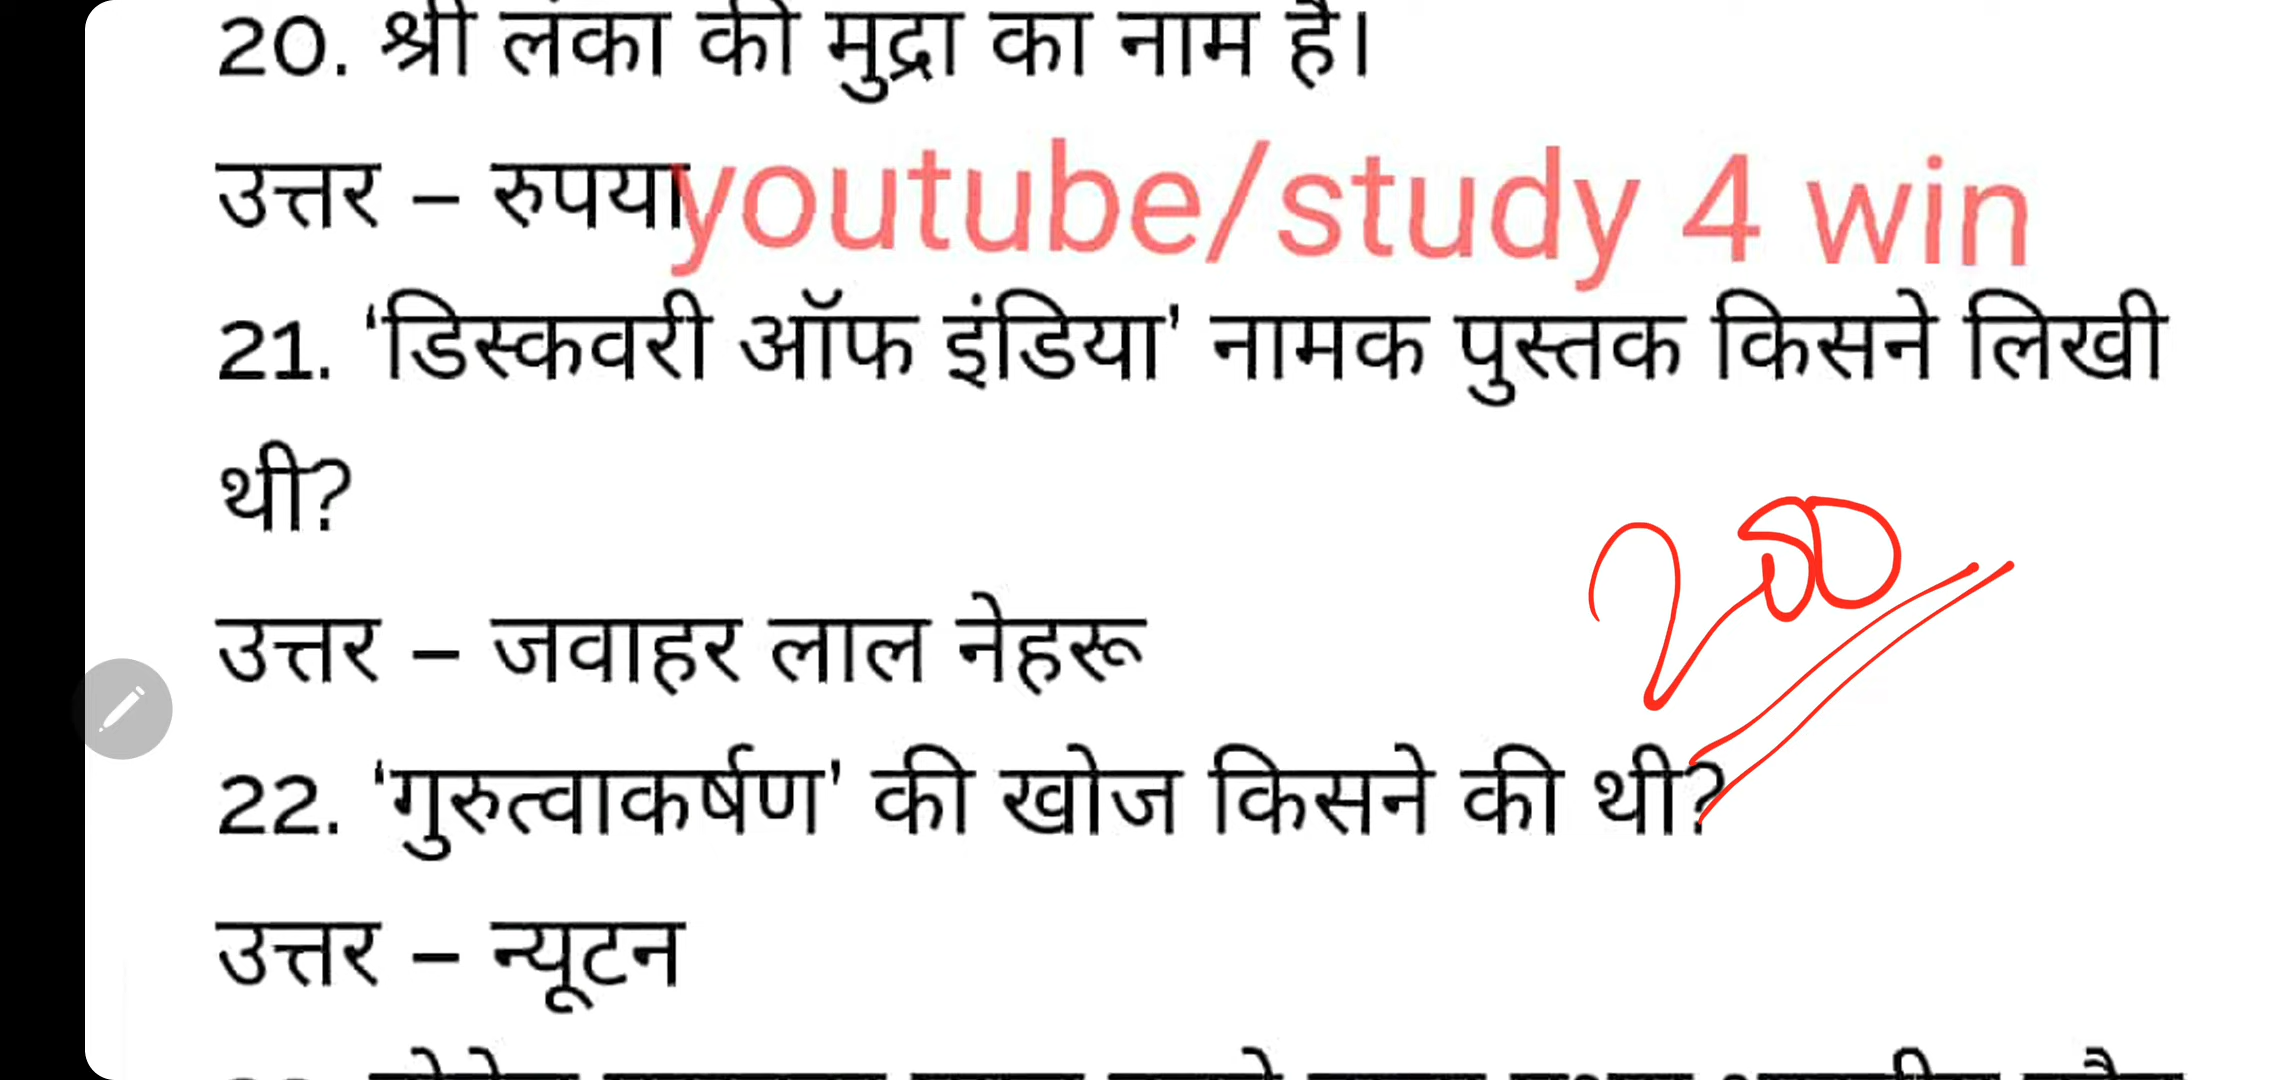 20. श्री लंका की मुद्रा का नाम है।
उत्तर – रुपया
youtube/study 4 win
21. 'डिस्कवरी ऑफ इंडिया' नामक पुस्तक किसने लिखी
थी?
200
उत्तर – जवाहर लाल नेहरू
22. 'गुरुत्वाकर्षण' की खोज किसने की थी?
उत्तर – न्यूटन